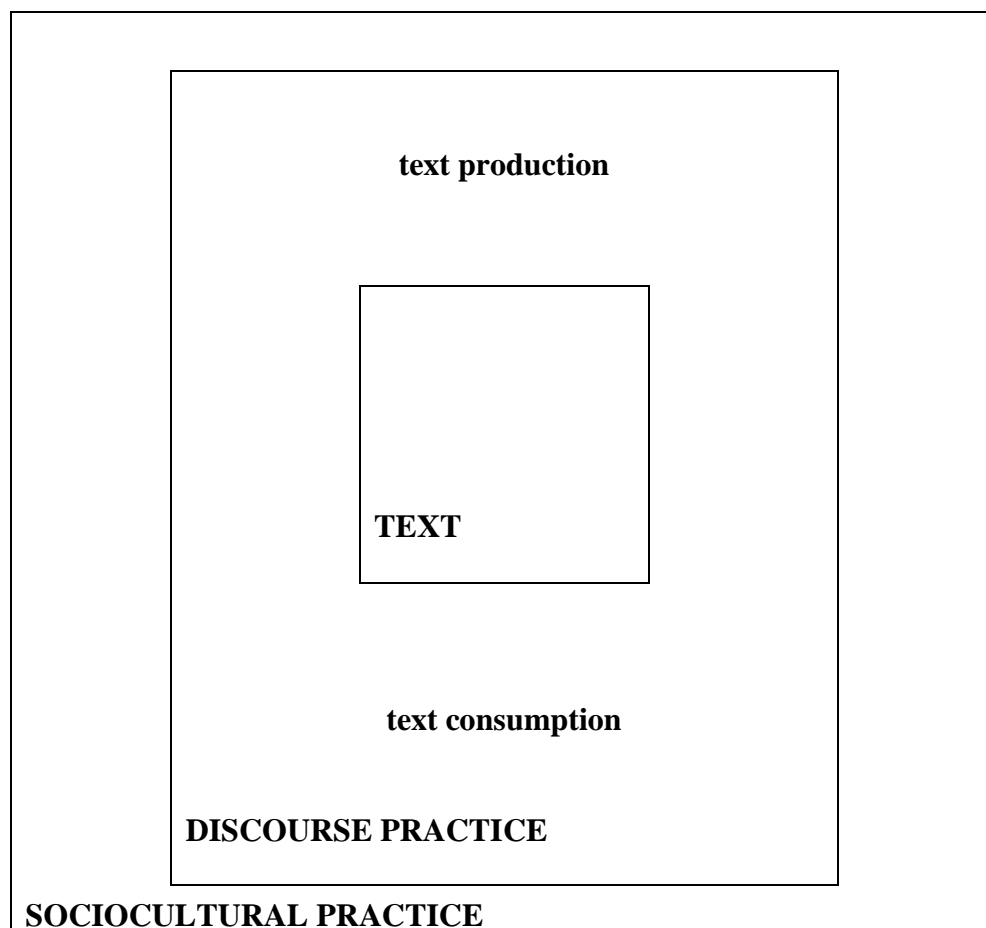 text production
TEXT
text consumption
DISCOURSE PRACTICE
SOCIOCULTURAL PRACTICE